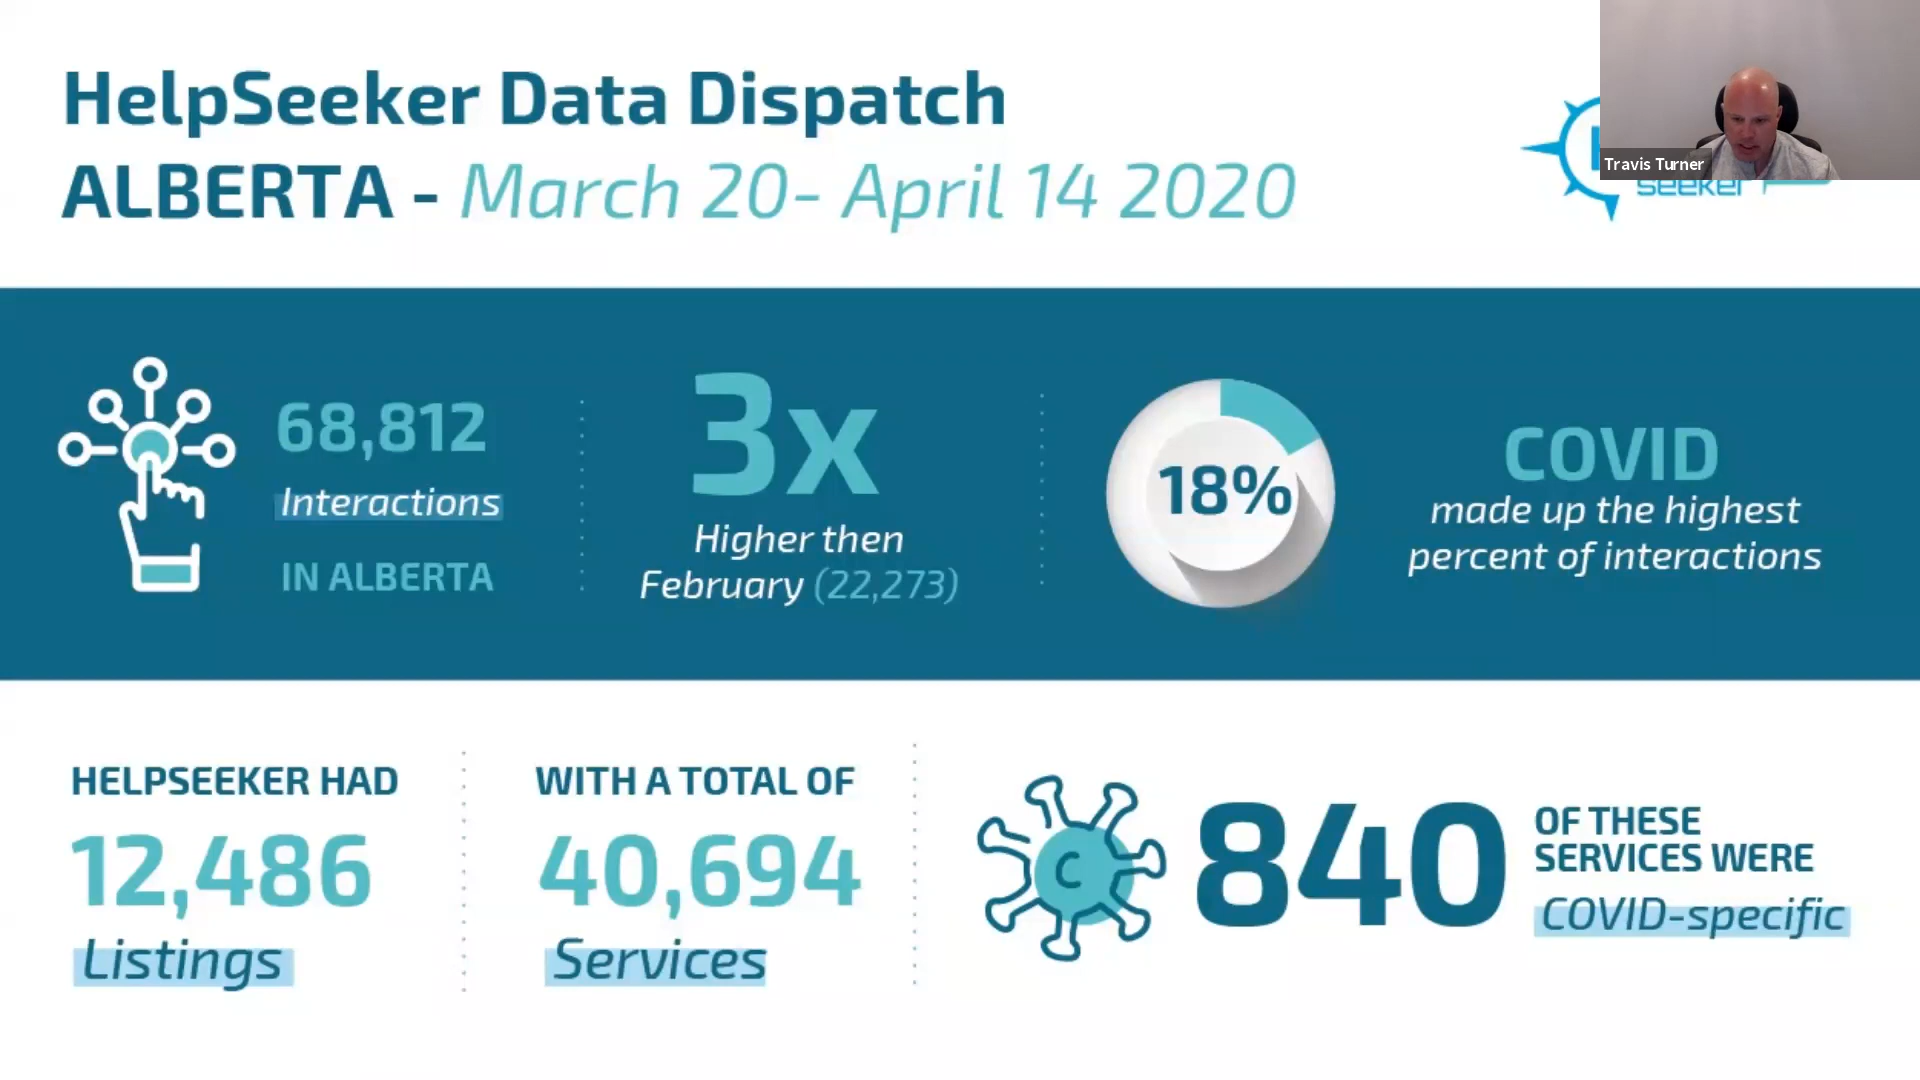 HelpSeeker Data Dispatch
ALBERTA - March 20- April 14 2020
Travis Turner
seeker
68,812
Interactions
IN ALBERTA
3x
Higher then
February (22,273)
18%
COVID
made up the highest
percent of interactions
HELPSEEKER HAD
12,486
Listings
WITH A TOTAL OF
40,694
Services
C
840
OF THESE
SERVICES WERE
COVID-specific